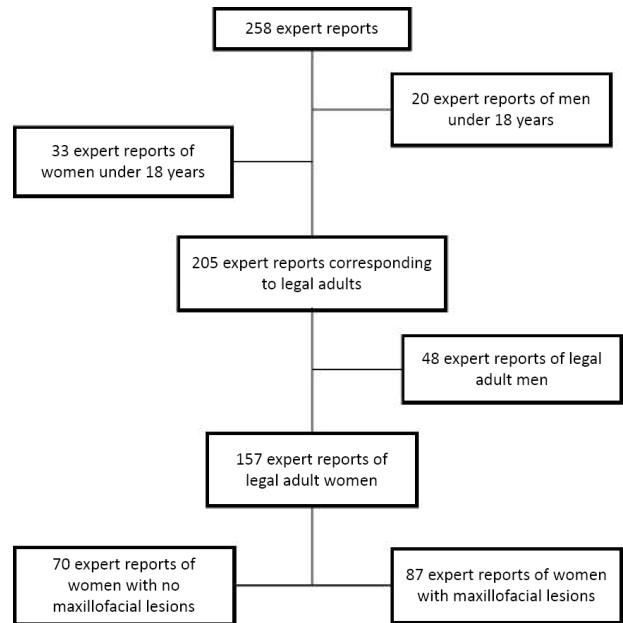 258 expert reports
20 expert reports of men
under 18 years
33 expert reports of
women under 18 years
205 expert reports corresponding
to legal adults
48 expert reports of legal
adult men
157 expert reports of
legal adult women
70 expert reports of
women with no
maxillofacial lesions
87 expert reports of women
with maxillofacial lesions